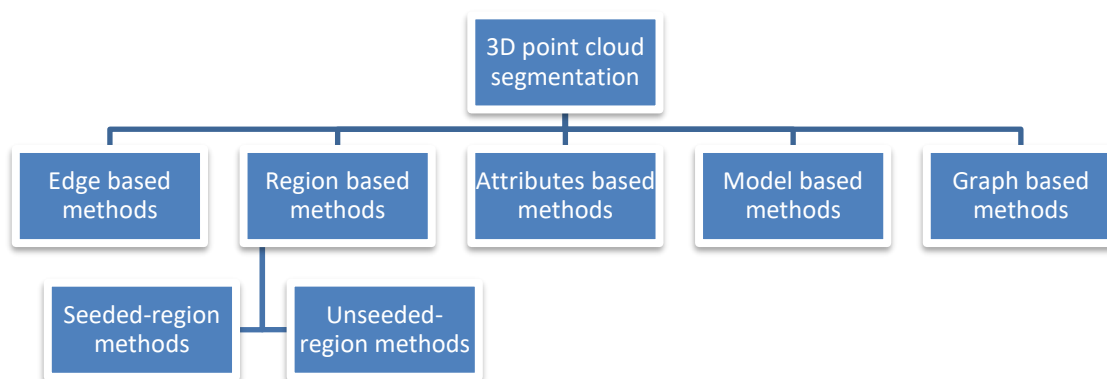 3D point cloud
segmentation
Edge based
methods
Region based
methods
Attributes based
methods
Model based
methods
Graph based
methods
Seeded-region
methods
Unseeded-
region methods